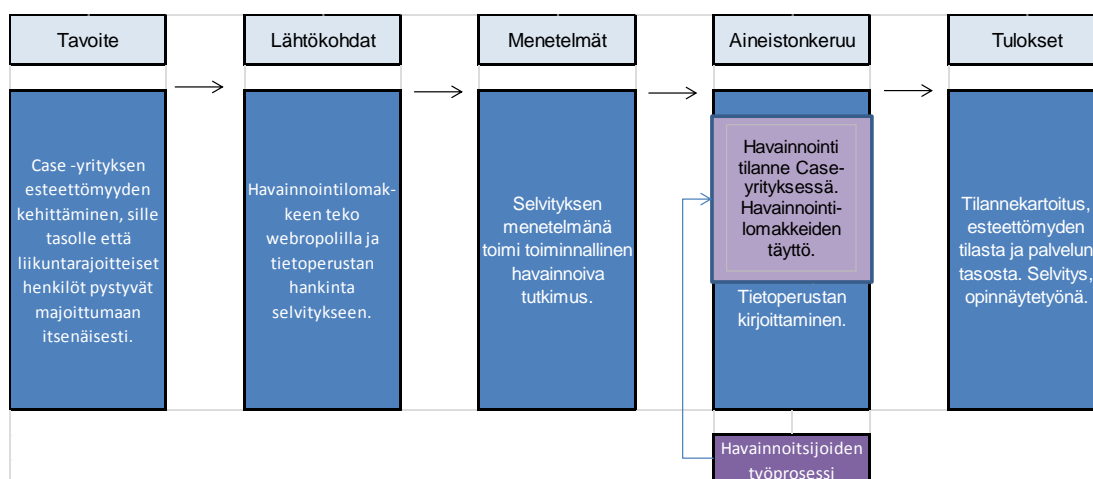 Tavoite
Lähtökohdat
Menetelmät
Aineistonkeruu
Tulokset
Case -yrityksen
esteettömyyden
kehittäminen, sille
tasolle että
liikuntarajoitteiset
henkilöt pystyvät
majoittumaan
itsenäisesti.
Havainnointilomak-
keen teko
webropolilla ja
tietoperustan
hankinta
selvitykseen.
Selvityksen
menetelmänä
toimi toiminnallinen
havainnoiva
tutkimus.
Havainnointi
tilanne Case-
yrityksessä.
Havainnointi-
lomakkeiden
täyttö.
Tietoperustan
kirjoittaminen.
Tilannekartoitus,
esteettömyden
tilasta ja palvelun
tasosta. Selvitys,
opinnäytetyönä.
Havainnoitsijoiden
työprosessi